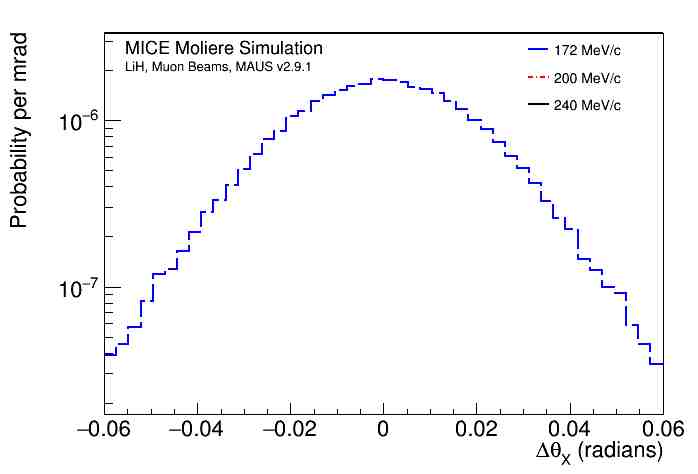 Probability per mrad
MICE Moliere Simulation
LiH, Muon Beams, MAUS v2.9.1
172 MeV/c
200 MeV/c
240 MeV/c
10⁻⁶
10⁻⁷
−0.06 −0.04 −0.02 0 0.02 0.04 0.06
Δθ_X (radians)